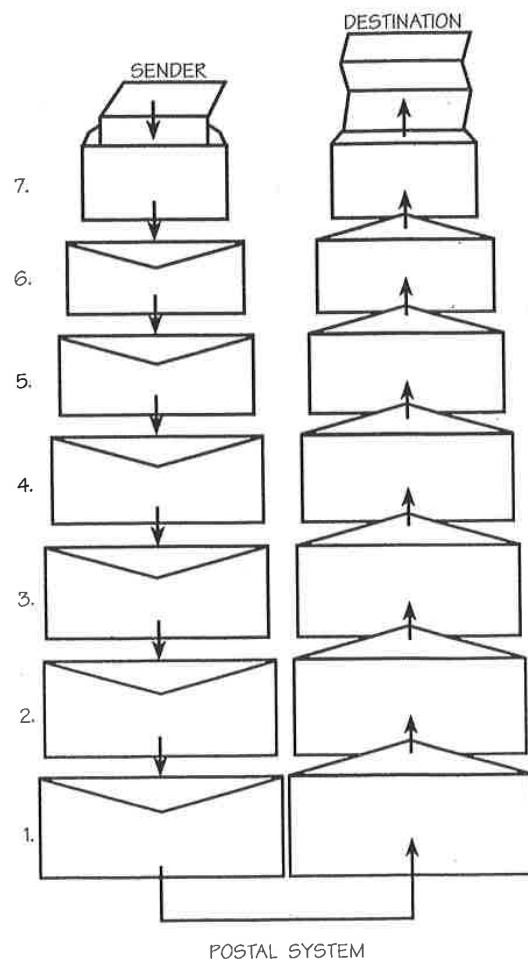 DESTINATION
SENDER
7.
6.
5.
4.
3.
2.
1.
POSTAL SYSTEM